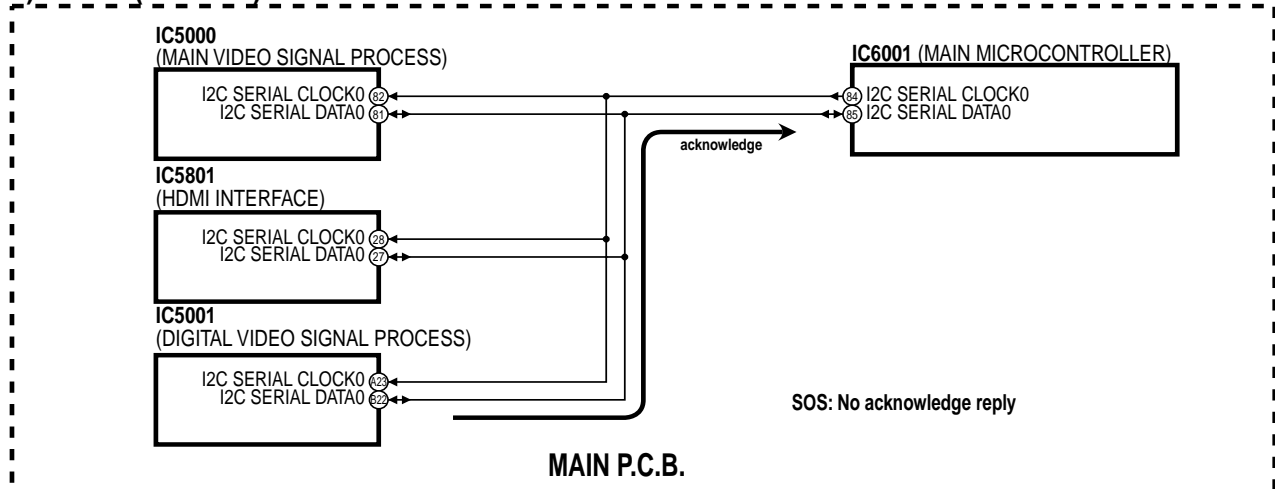 IC5000
(MAIN VIDEO SIGNAL PROCESS)
I2C SERIAL CLOCK0 82
I2C SERIAL DATA0 81
IC6001 (MAIN MICROCONTROLLER)
84 I2C SERIAL CLOCK0
85 I2C SERIAL DATA0
acknowledge
IC5801
(HDMI INTERFACE)
I2C SERIAL CLOCK0 28
I2C SERIAL DATA0 27
IC5001
(DIGITAL VIDEO SIGNAL PROCESS)
I2C SERIAL CLOCK0 A23
I2C SERIAL DATA0 B22
SOS: No acknowledge reply
MAIN P.C.B.